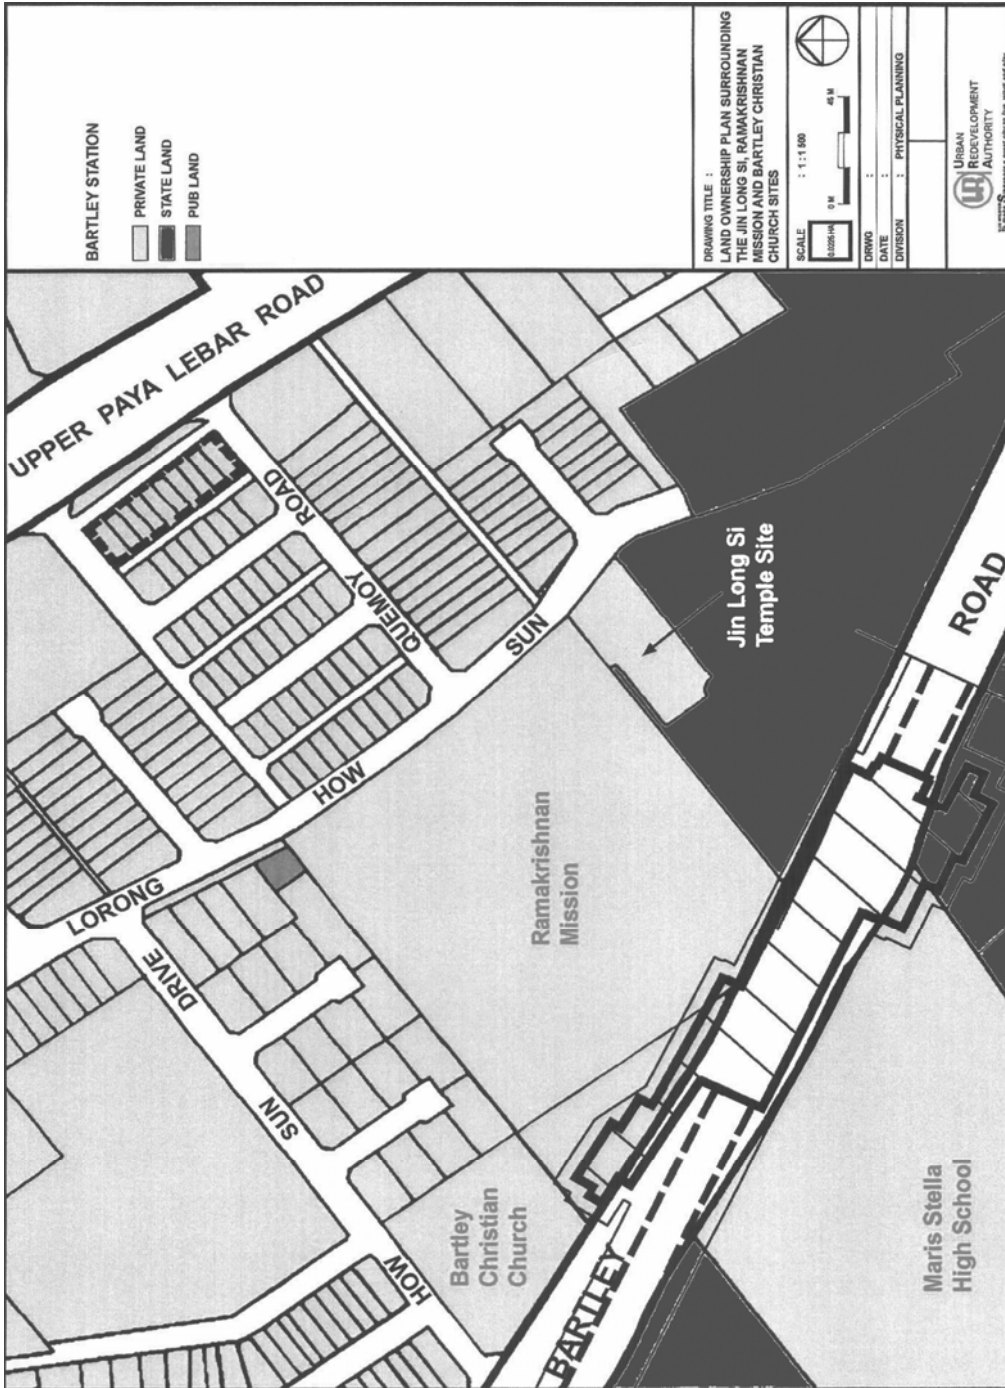 BARTLEY STATION
PRIVATE LAND
STATE LAND
PUB LAND
DRAWING TITLE :
LAND OWNERSHIP PLAN SURROUNDING
THE JIN LONG SI, RAMAKRISHNAN
MISSION AND BARTLEY CHRISTIAN
CHURCH SITES
SCALE : 1 : 1 500
0.0225 HA
0 M 45 M
DRWG :
DATE :
DIVISION : PHYSICAL PLANNING
URBAN
REDEVELOPMENT
AUTHORITY
UPPER PAYA LEBAR ROAD
QUEMOY ROAD
LORONG HOW SUN
HOW SUN DRIVE
Jin Long Si
Temple Site
Ramakrishnan
Mission
Bartley
Christian
Church
BARTLEY ROAD
Maris Stella
High School